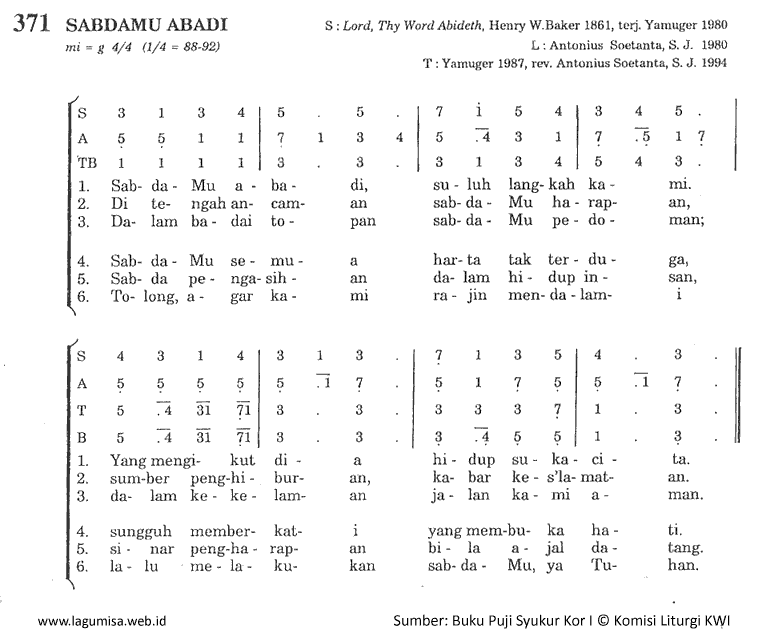 371 SABDAMU ABADI
S : Lord, Thy Word Abideth, Henry W.Baker 1861, terj. Yamuger 1980
mi = g 4/4 (1/4 = 88-92)
L : Antonius Soetanta, S. J. 1980
T : Yamuger 1987, rev. Antonius Soetanta, S. J. 1994
S 3 1 3 4 | 5 . 5 . | 7 i 5 4 | 3 4 5 . |
A 5 5 1 1 | 7 1 3 4 | 5 .4 3 1 | 7 .5 1 7
TB 1 1 1 1 | 3 . 3 . | 3 1 3 4 | 5 4 3 .
1. Sab- da - Mu a - ba - di, su - luh lang- kah ka - mi.
2. Di te- ngah an- cam- an sab- da- Mu ha - rap- an,
3. Da- lam ba- dai to - pan sab- da- Mu pe - do - man;
4. Sab- da - Mu se - mu - a har- ta tak ter - du - ga,
5. Sab- da pe - nga- sih- an da- lam hi - dup in - san,
6. To- long, a - gar ka - mi ra - jin men- da - lam- i
S 4 3 1 4 | 3 1 3 . | 7 1 3 5 | 4 . 3 . ||
A 5 5 5 5 | 5 .1 7 . | 5 1 7 5 | 5 .1 7 .
T 5 .4 31 71 | 3 . 3 . | 3 3 3 7 | 1 . 3 .
B 5 .4 31 71 | 3 . 3 . | 3 .4 5 5 | 1 . 3 .
1. Yang mengi- kut di - a hi - dup su - ka - ci - ta.
2. sum- ber peng- hi - bur- an, ka- bar ke - s'la- mat- an.
3. da- lam ke - ke - lam- an ja - lan ka - mi a - man.
4. sungguh member- kat- i yang mem-bu- ka ha - ti.
5. si - nar peng-ha - rap- an bi - la a - jal da - tang.
6. la - lu me - la - ku - kan sab- da - Mu, ya Tu - han.
www.lagumisa.web.id Sumber: Buku Puji Syukur Kor I © Komisi Liturgi KWI